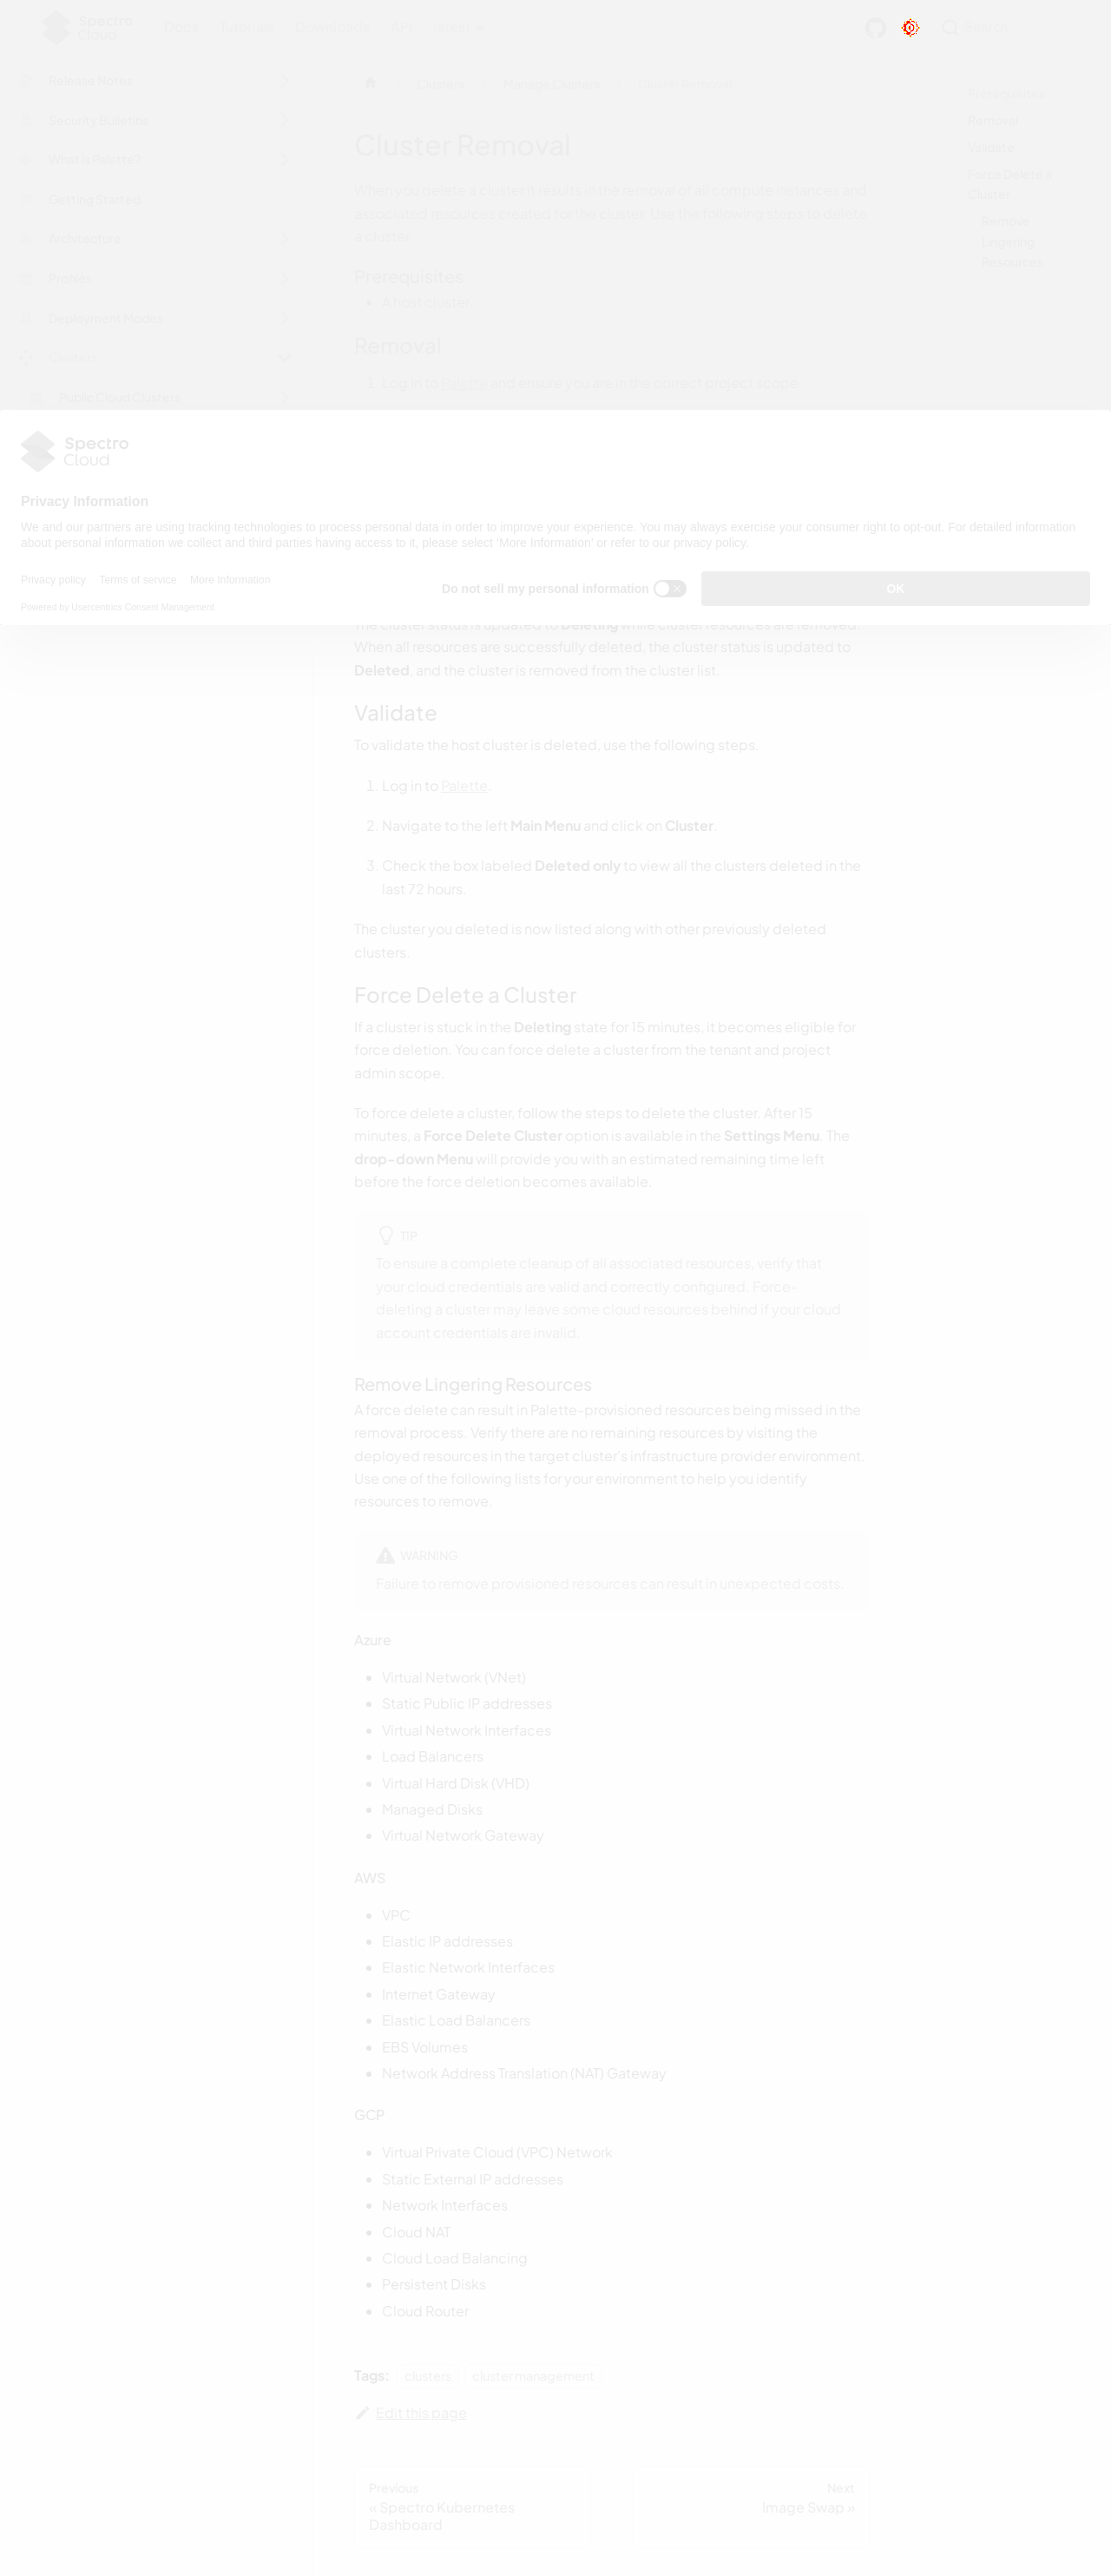 Spectro
Cloud
Docs
Tutorials
Downloads
API
latest
Search
Release Notes
Security Bulletins
What is Palette?
Getting Started
Architecture
Profiles
Deployment Modes
Clusters
Public Cloud Clusters
Clusters
Manage Clusters
Cluster Removal
Cluster Removal
When you delete a cluster it results in the removal of all compute instances and
associated resources created for the cluster. Use the following steps to delete
a cluster.
Prerequisites
A host cluster.
Removal
1. Log in to Palette and ensure you are in the correct project scope.
Prerequisites
Removal
Validate
Force Delete a
Cluster
Remove
Lingering
Resources
Spectro
Cloud
Privacy Information
We and our partners are using tracking technologies to process personal data in order to improve your experience. You may always exercise your consumer right to opt-out. For detailed information
about personal information we collect and third parties having access to it, please select ‘More Information’ or refer to our privacy policy.
Privacy policy
Terms of service
More Information
Powered by Usercentrics Consent Management
Do not sell my personal information
OK
The cluster status is updated to Deleting while cluster resources are removed.
When all resources are successfully deleted, the cluster status is updated to
Deleted, and the cluster is removed from the cluster list.
Validate
To validate the host cluster is deleted, use the following steps.
1. Log in to Palette.
2. Navigate to the left Main Menu and click on Cluster.
3. Check the box labeled Deleted only to view all the clusters deleted in the
last 72 hours.
The cluster you deleted is now listed along with other previously deleted
clusters.
Force Delete a Cluster
If a cluster is stuck in the Deleting state for 15 minutes, it becomes eligible for
force deletion. You can force delete a cluster from the tenant and project
admin scope.
To force delete a cluster, follow the steps to delete the cluster. After 15
minutes, a Force Delete Cluster option is available in the Settings Menu. The
drop-down Menu will provide you with an estimated remaining time left
before the force deletion becomes available.
TIP
To ensure a complete cleanup of all associated resources, verify that
your cloud credentials are valid and correctly configured. Force-
deleting a cluster may leave some cloud resources behind if your cloud
account credentials are invalid.
Remove Lingering Resources
A force delete can result in Palette-provisioned resources being missed in the
removal process. Verify there are no remaining resources by visiting the
deployed resources in the target cluster's infrastructure provider environment.
Use one of the following lists for your environment to help you identify
resources to remove.
WARNING
Failure to remove provisioned resources can result in unexpected costs.
Azure
Virtual Network (VNet)
Static Public IP addresses
Virtual Network Interfaces
Load Balancers
Virtual Hard Disk (VHD)
Managed Disks
Virtual Network Gateway
AWS
VPC
Elastic IP addresses
Elastic Network Interfaces
Internet Gateway
Elastic Load Balancers
EBS Volumes
Network Address Translation (NAT) Gateway
GCP
Virtual Private Cloud (VPC) Network
Static External IP addresses
Network Interfaces
Cloud NAT
Cloud Load Balancing
Persistent Disks
Cloud Router
Tags:
clusters
cluster management
Edit this page
Previous
« Spectro Kubernetes
Dashboard
Next
Image Swap »